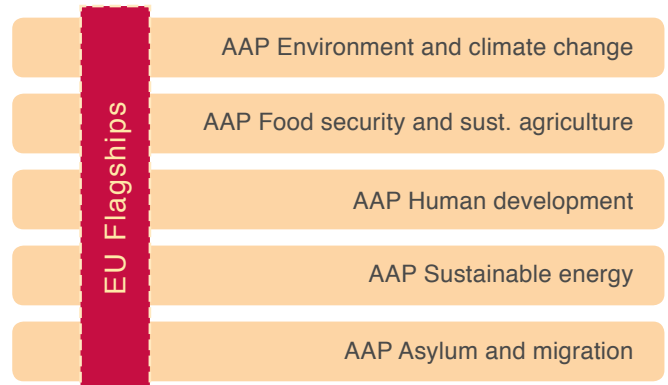 EU Flagships
AAP Environment and climate change
AAP Food security and sust. agriculture
AAP Human development
AAP Sustainable energy
AAP Asylum and migration